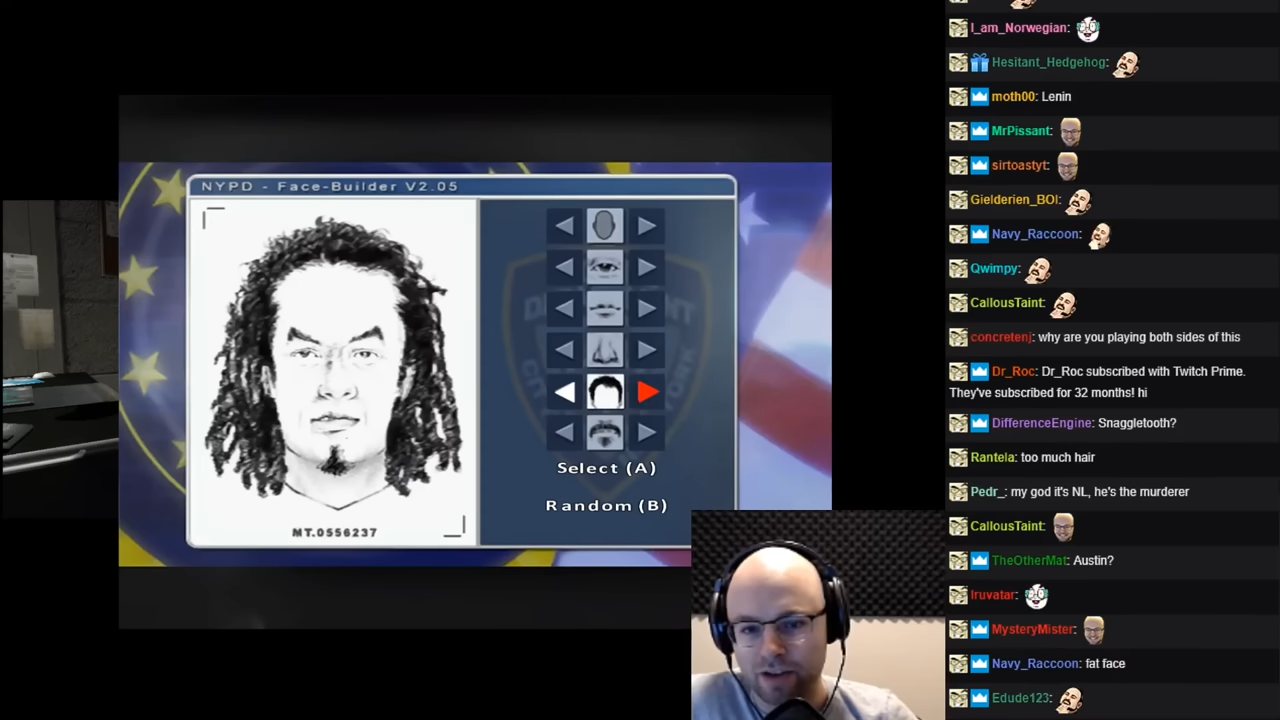 NYPD - Face-Builder V2.05
Select (A)
Random (B)
MT.0556237
I_am_Norwegian:
Hesitant_Hedgehog:
moth00: Lenin
MrPissant:
sirtoastyt:
Gielderien_BOI:
Navy_Raccoon:
Qwimpy:
CallousTaint:
concretenj: why are you playing both sides of this
Dr_Roc: Dr_Roc subscribed with Twitch Prime.
They've subscribed for 32 months! hi
DifferenceEngine: Snaggletooth?
Rantela: too much hair
Pedr_: my god it's NL, he's the murderer
CallousTaint:
TheOtherMat: Austin?
Iruvatar:
MysteryMister:
Navy_Raccoon: fat face
Edude123: